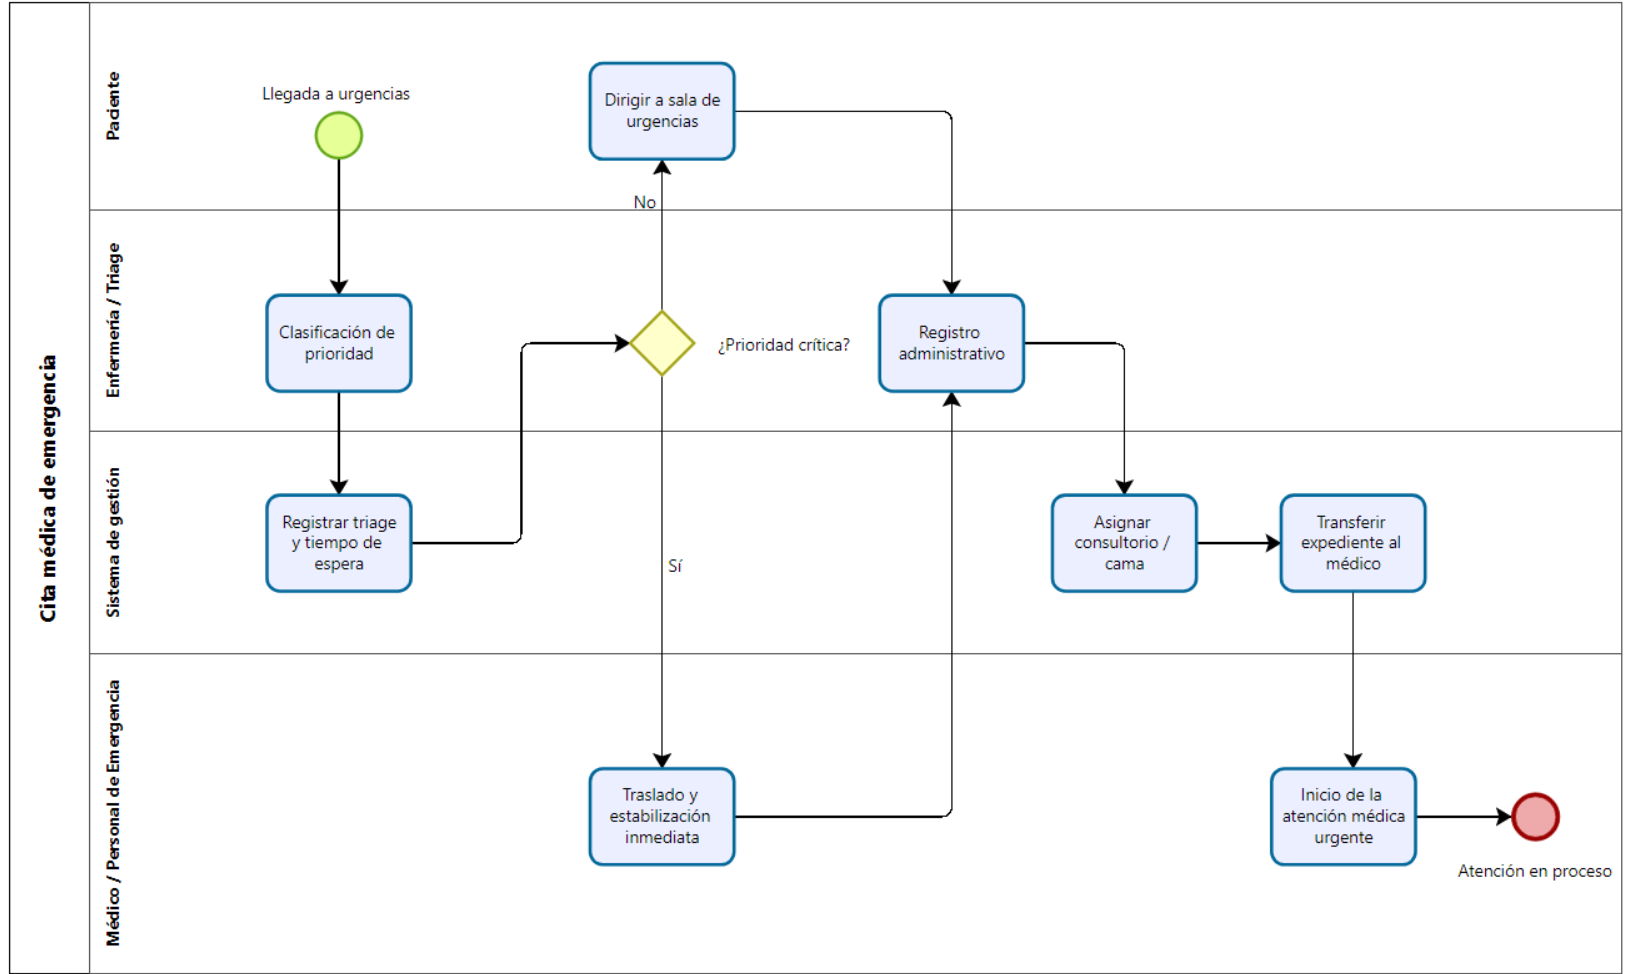 Cita médica de emergencia
Paciente
Llegada a urgencias
Dirigir a sala de
urgencias
No
Enfermería / Triage
Clasificación de
prioridad
¿Prioridad crítica?
Registro
administrativo
Sistema de gestión
Registrar triage
y tiempo de
espera
Sí
Asignar
consultorio /
cama
Transferir
expediente al
médico
Médico / Personal de Emergencia
Traslado y
estabilización
inmediata
Inicio de la
atención médica
urgente
Atención en proceso